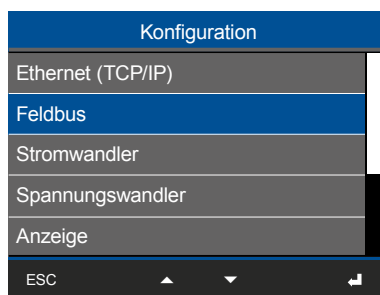 Konfiguration
Ethernet (TCP/IP)
Feldbus
Stromwandler
Spannungswandler
Anzeige
ESC